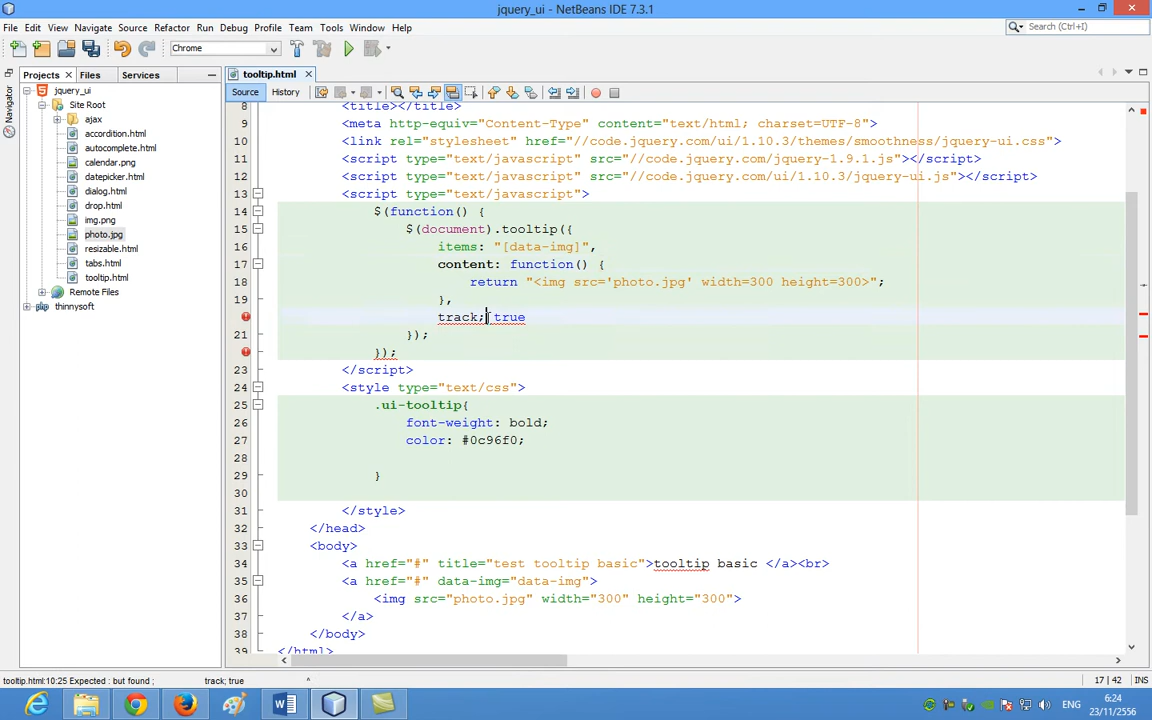 jquery_ui - NetBeans IDE 7.3.1
File Edit View Navigate Source Refactor Run Debug Profile Team Tools Window Help
Search (Ctrl+I)
Chrome
Projects Files Services
tooltip.html
Navigator
Source History
jquery_ui
Site Root
ajax
accordition.html
autocomplete.html
calendar.png
datepicker.html
dialog.html
drop.html
img.png
photo.jpg
resizable.html
tabs.html
tooltip.html
Remote Files
thinnysoft
8 <title></title>
9 <meta http-equiv="Content-Type" content="text/html; charset=UTF-8">
10 <link rel="stylesheet" href="//code.jquery.com/ui/1.10.3/themes/smoothness/jquery-ui.css">
11 <script type="text/javascript" src="//code.jquery.com/jquery-1.9.1.js"></script>
12 <script type="text/javascript" src="//code.jquery.com/ui/1.10.3/jquery-ui.js"></script>
13 <script type="text/javascript">
14 $(function() {
15 $(document).tooltip({
16 items: "[data-img]",
17 content: function() {
18 return "<img src='photo.jpg' width=300 height=300>";
19 },
track; true
21 });
});
23 </script>
24 <style type="text/css">
25 .ui-tooltip{
26 font-weight: bold;
27 color: #0c96f0;
28
29 }
30
31 </style>
32 </head>
33 <body>
34 <a href="#" title="test tooltip basic">tooltip basic </a><br>
35 <a href="#" data-img="data-img">
36 <img src="photo.jpg" width="300" height="300">
37 </a>
38 </body>
39 </html>
tooltip.html:10:25 Expected : but found ; track; true ^
17 | 42 INS
ENG
6:24
23/11/2556